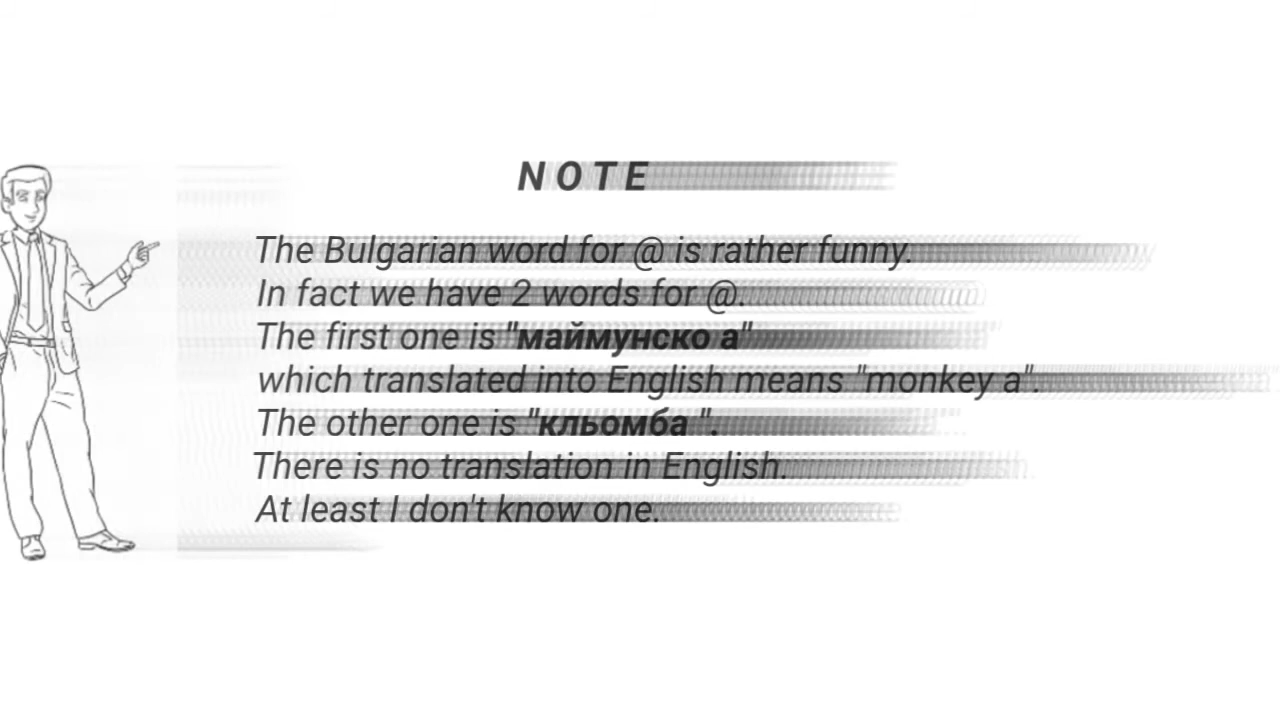 NOTE
The Bulgarian word for @ is rather funny.
In fact we have 2 words for @.
The first one is "маймунско а"
which translated into English means "monkey a".
The other one is "кльомба ".
There is no translation in English.
At least I don't know one.